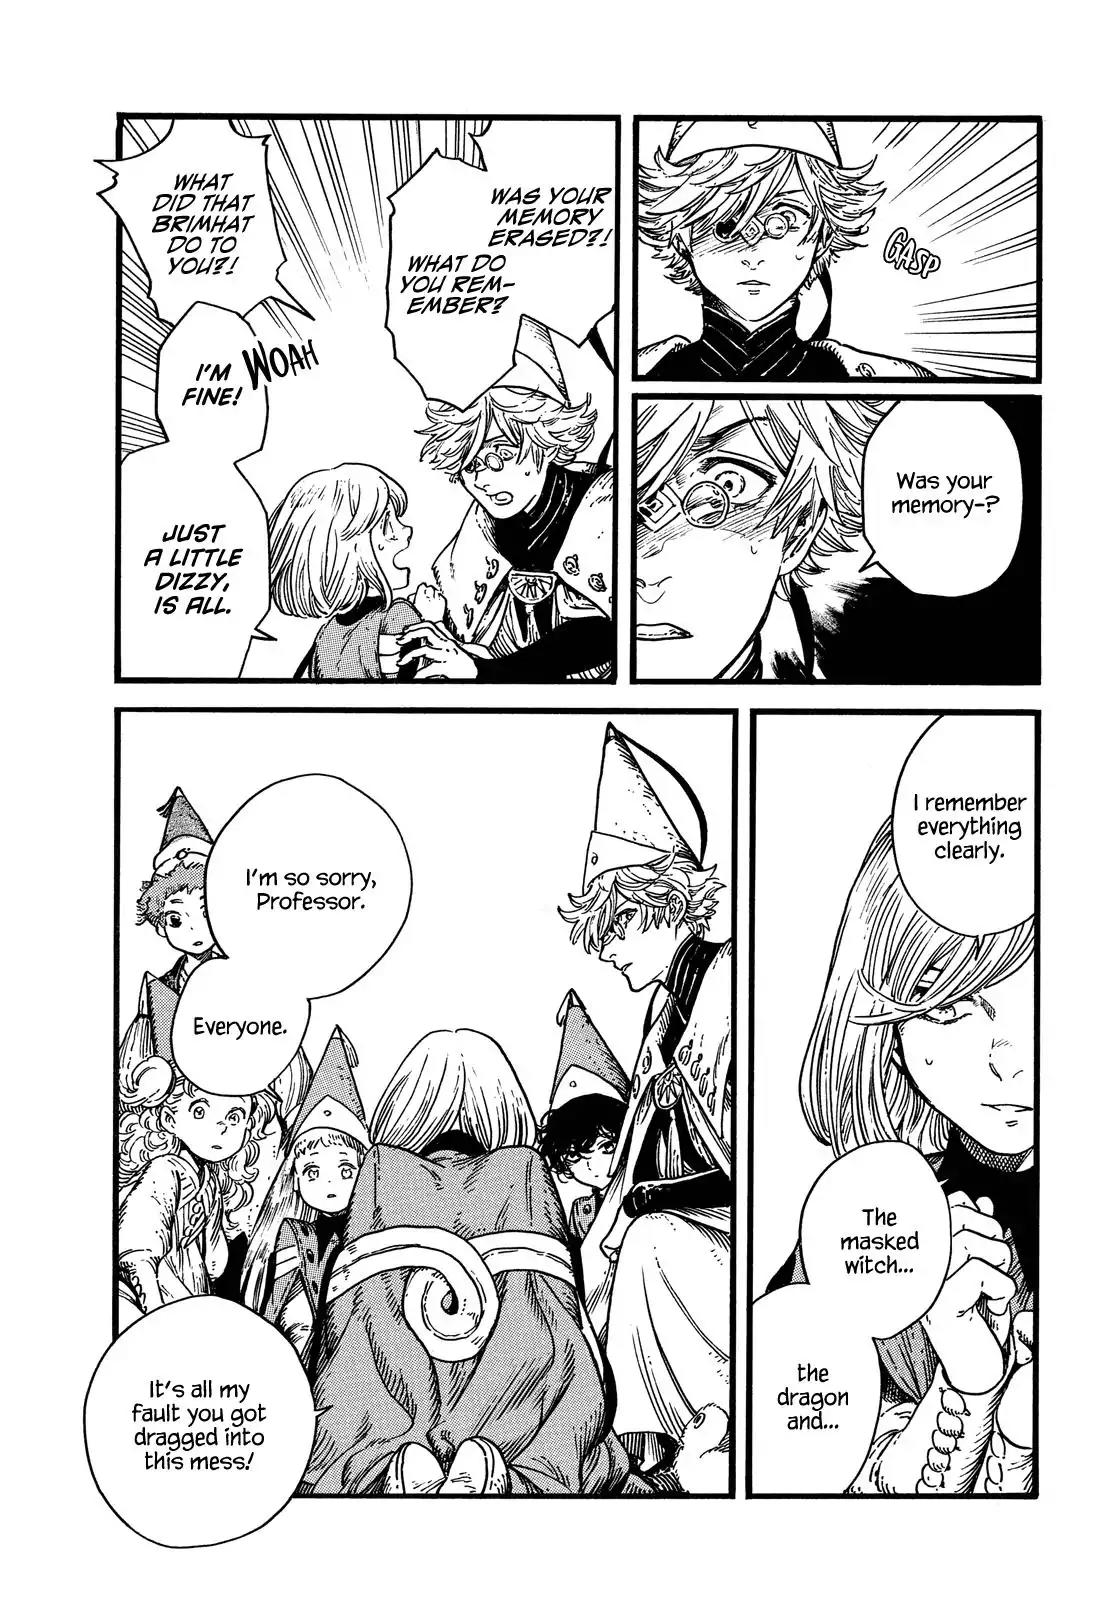 GASP
Was your
memory-?
WAS YOUR
MEMORY
ERASED?!
WHAT DO
YOU REM-
EMBER?
WHAT
DID THAT
BRIMHAT
DO TO
YOU?!
WOAH
I'M
FINE!
JUST
A LITTLE
DIZZY,
IS ALL.
I remember
everything
clearly.
The
masked
witch...
the
dragon
and...
I'm so sorry,
Professor.
Everyone.
It's all my
fault you got
dragged into
this mess!